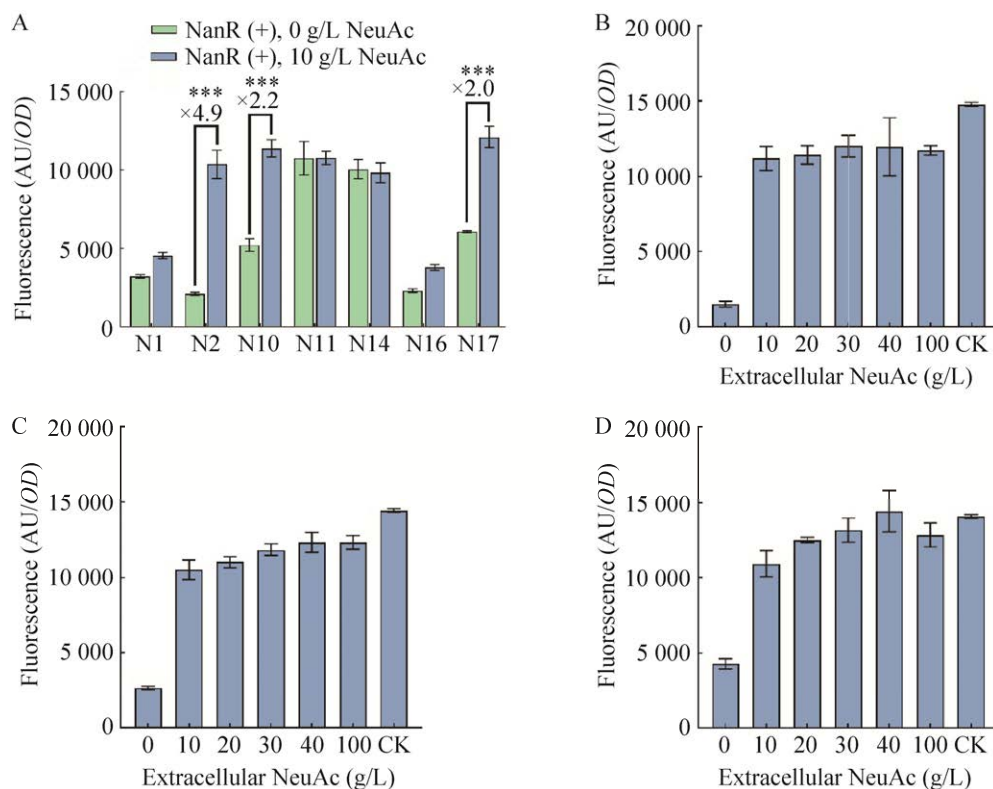 A
NanR (+), 0 g/L NeuAc
NanR (+), 10 g/L NeuAc
Fluorescence (AU/OD)
15 000
10 000
5 000
0
***
×4.9
***
×2.2
***
×2.0
N1 N2 N10 N11 N14 N16 N17
B
Fluorescence (AU/OD)
20 000
15 000
10 000
5 000
0
0 10 20 30 40 100 CK
Extracellular NeuAc (g/L)
C
Fluorescence (AU/OD)
20 000
15 000
10 000
5 000
0
0 10 20 30 40 100 CK
Extracellular NeuAc (g/L)
D
Fluorescence (AU/OD)
20 000
15 000
10 000
5 000
0
0 10 20 30 40 100 CK
Extracellular NeuAc (g/L)